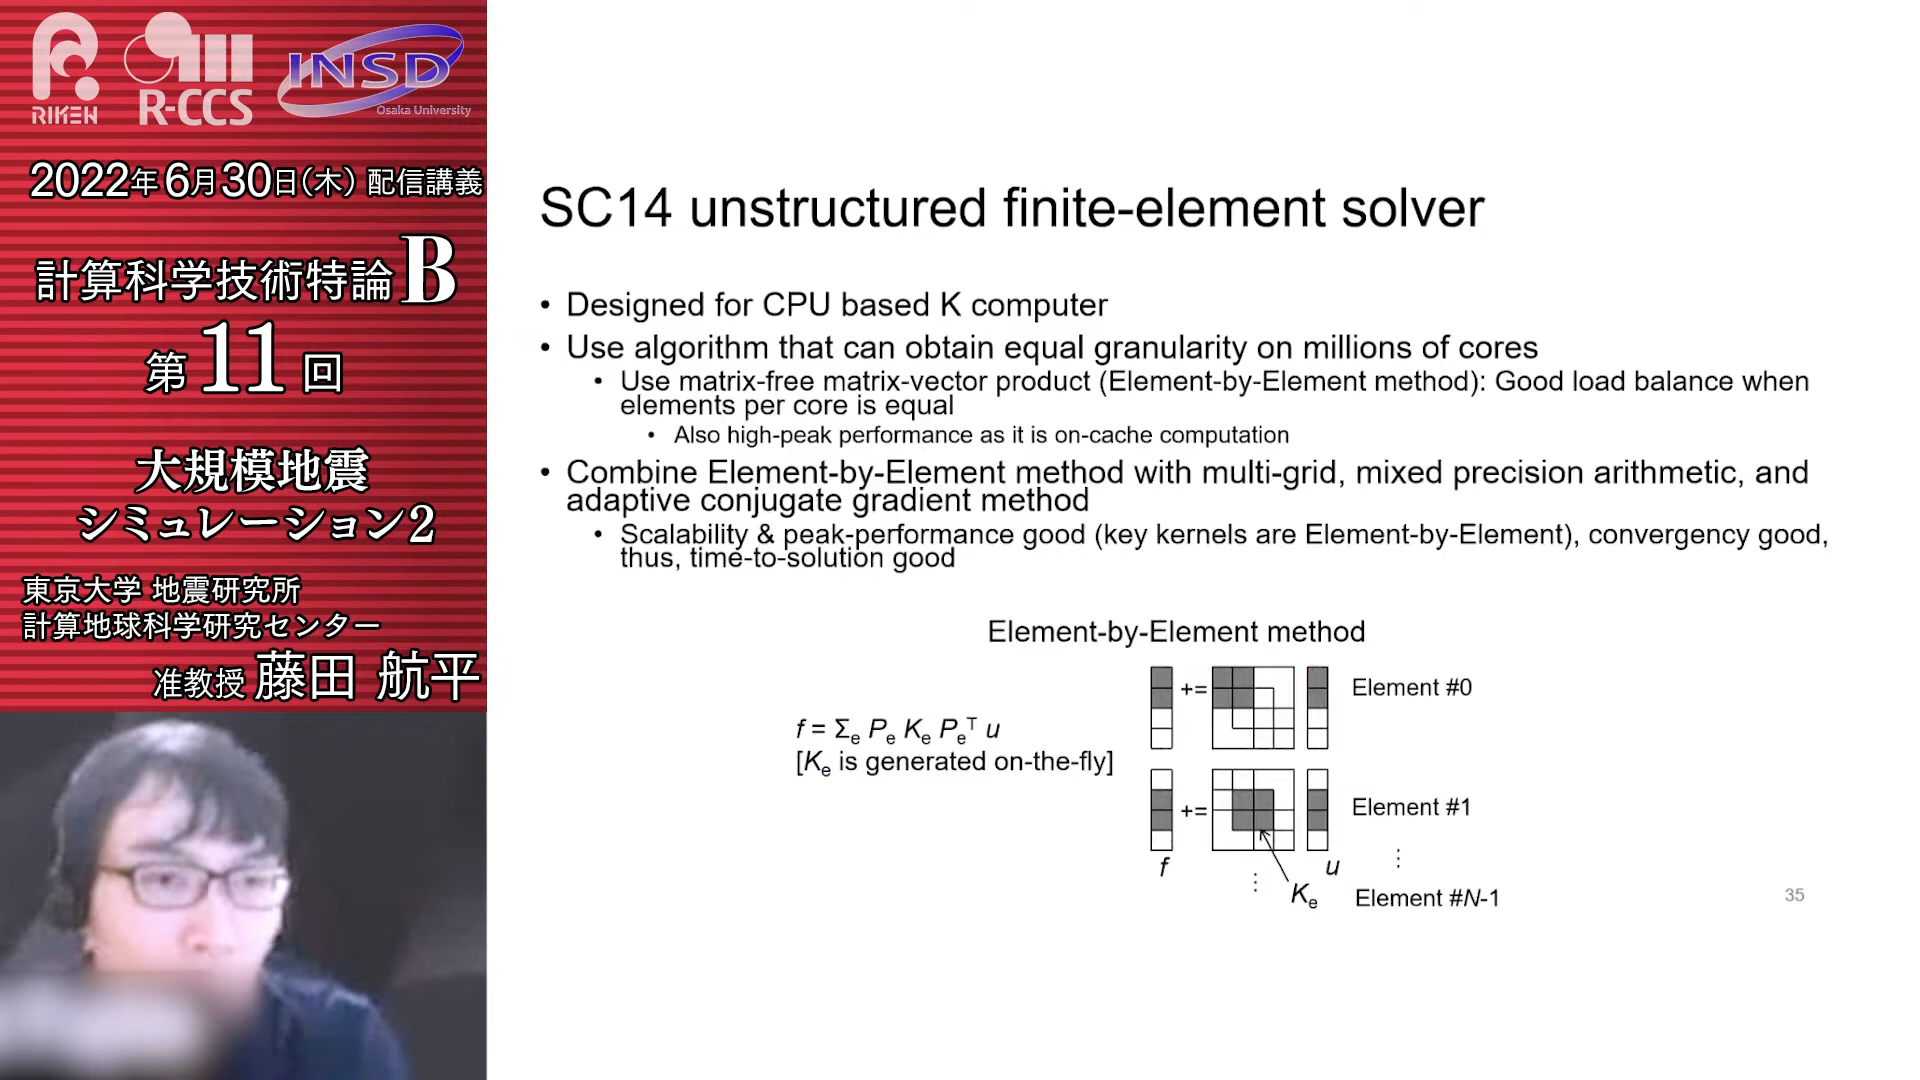 RIKEN
R-CCS
INSD
Osaka University
2022年6月30日(木) 配信講義
計算科学技術特論B
第11回
大規模地震
シミュレーション2
東京大学 地震研究所
計算地球科学研究センター
准教授 藤田 航平
SC14 unstructured finite-element solver
• Designed for CPU based K computer
• Use algorithm that can obtain equal granularity on millions of cores
• Use matrix-free matrix-vector product (Element-by-Element method): Good load balance when
elements per core is equal
• Also high-peak performance as it is on-cache computation
• Combine Element-by-Element method with multi-grid, mixed precision arithmetic, and
adaptive conjugate gradient method
• Scalability & peak-performance good (key kernels are Element-by-Element), convergency good,
thus, time-to-solution good
Element-by-Element method
f = Σe Pe Ke PeT u
[Ke is generated on-the-fly]
+=
Element #0
+=
Element #1
f
u
⋮
⋮
Ke
Element #N-1
35